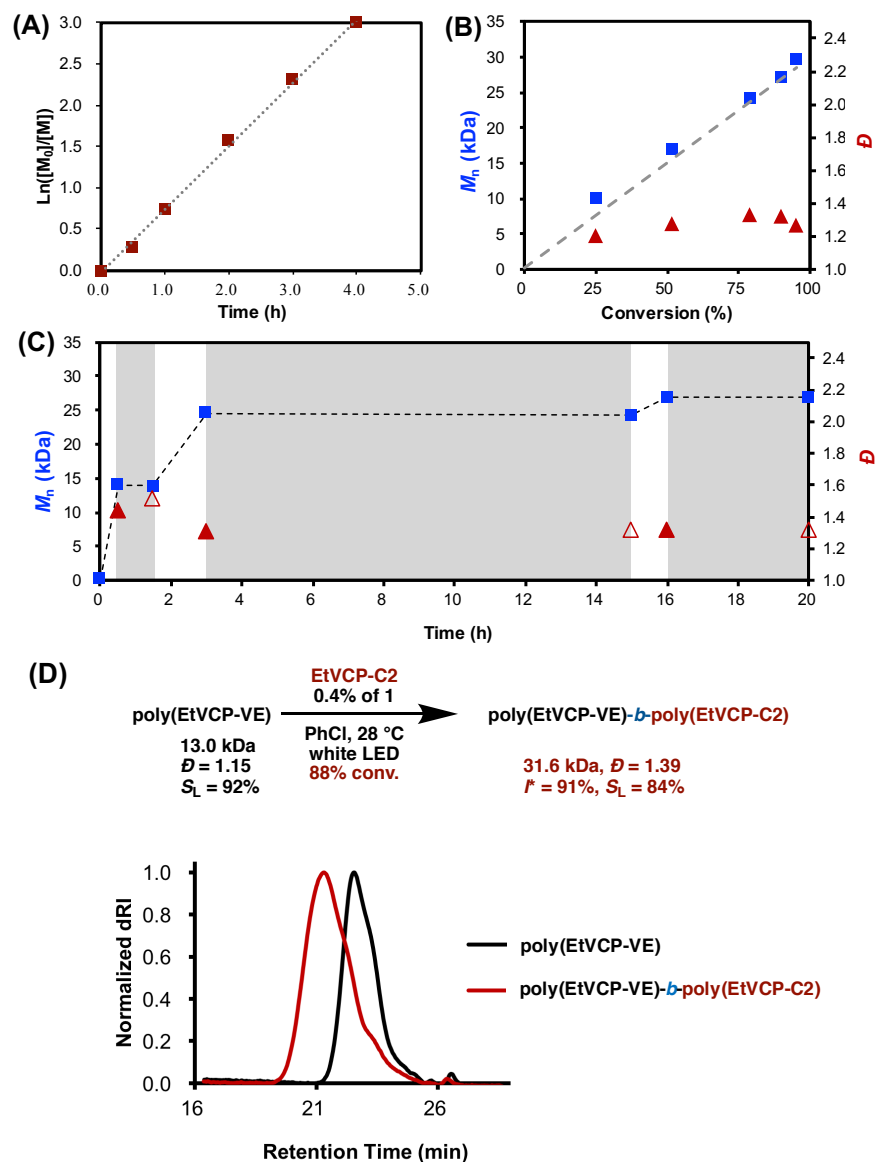 (A)
Ln([M0]/[M])
3.0
2.5
2.0
1.5
1.0
0.5
0.0
0.0 1.0 2.0 3.0 4.0 5.0
Time (h)
(B)
Mn (kDa)
35
30
25
20
15
10
5
0
0 25 50 75 100
Conversion (%)
2.5
2.4
2.2
2.0
1.8
1.6
1.4
1.2
1.0
Đ
(C)
Mn (kDa)
35
30
25
20
15
10
5
0
0 2 4 6 8 10 12 14 16 18 20
Time (h)
2.4
2.2
2.0
1.8
1.6
1.4
1.2
1.0
Đ
(D)
poly(EtVCP-VE)
13.0 kDa
Đ = 1.15
SL = 92%
EtVCP-C2
0.4% of 1
PhCl, 28 °C
white LED
88% conv.
poly(EtVCP-VE)-b-poly(EtVCP-C2)
31.6 kDa, Đ = 1.39
I* = 91%, SL = 84%
Normalized dRI
1.0
0.8
0.6
0.4
0.2
0.0
16 21 26
Retention Time (min)
poly(EtVCP-VE)
poly(EtVCP-VE)-b-poly(EtVCP-C2)